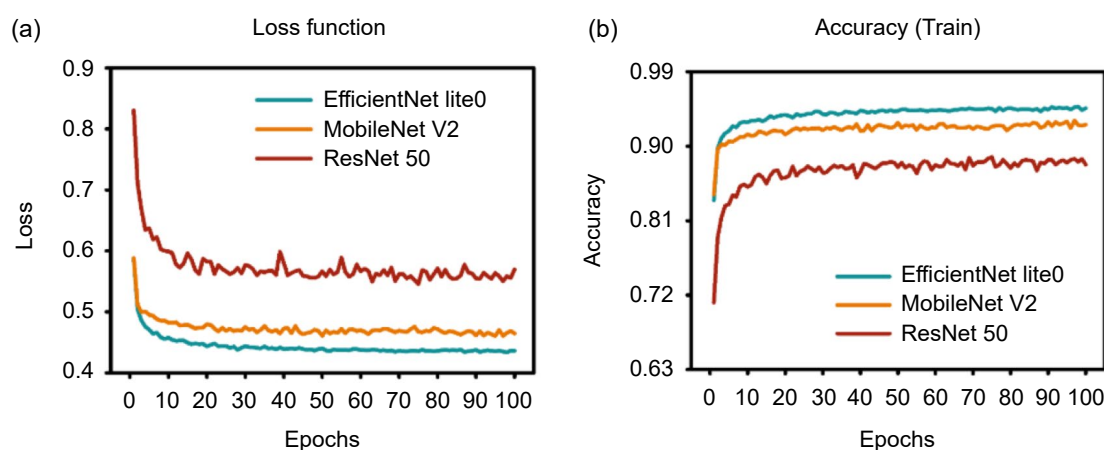 (a)
Loss function
0.9
0.8
0.7
0.6
0.5
0.4
Loss
EfficientNet lite0
MobileNet V2
ResNet 50
0 10 20 30 40 50 60 70 80 90 100
Epochs
(b)
Accuracy (Train)
0.99
0.90
0.81
0.72
0.63
Accuracy
EfficientNet lite0
MobileNet V2
ResNet 50
0 10 20 30 40 50 60 70 80 90 100
Epochs